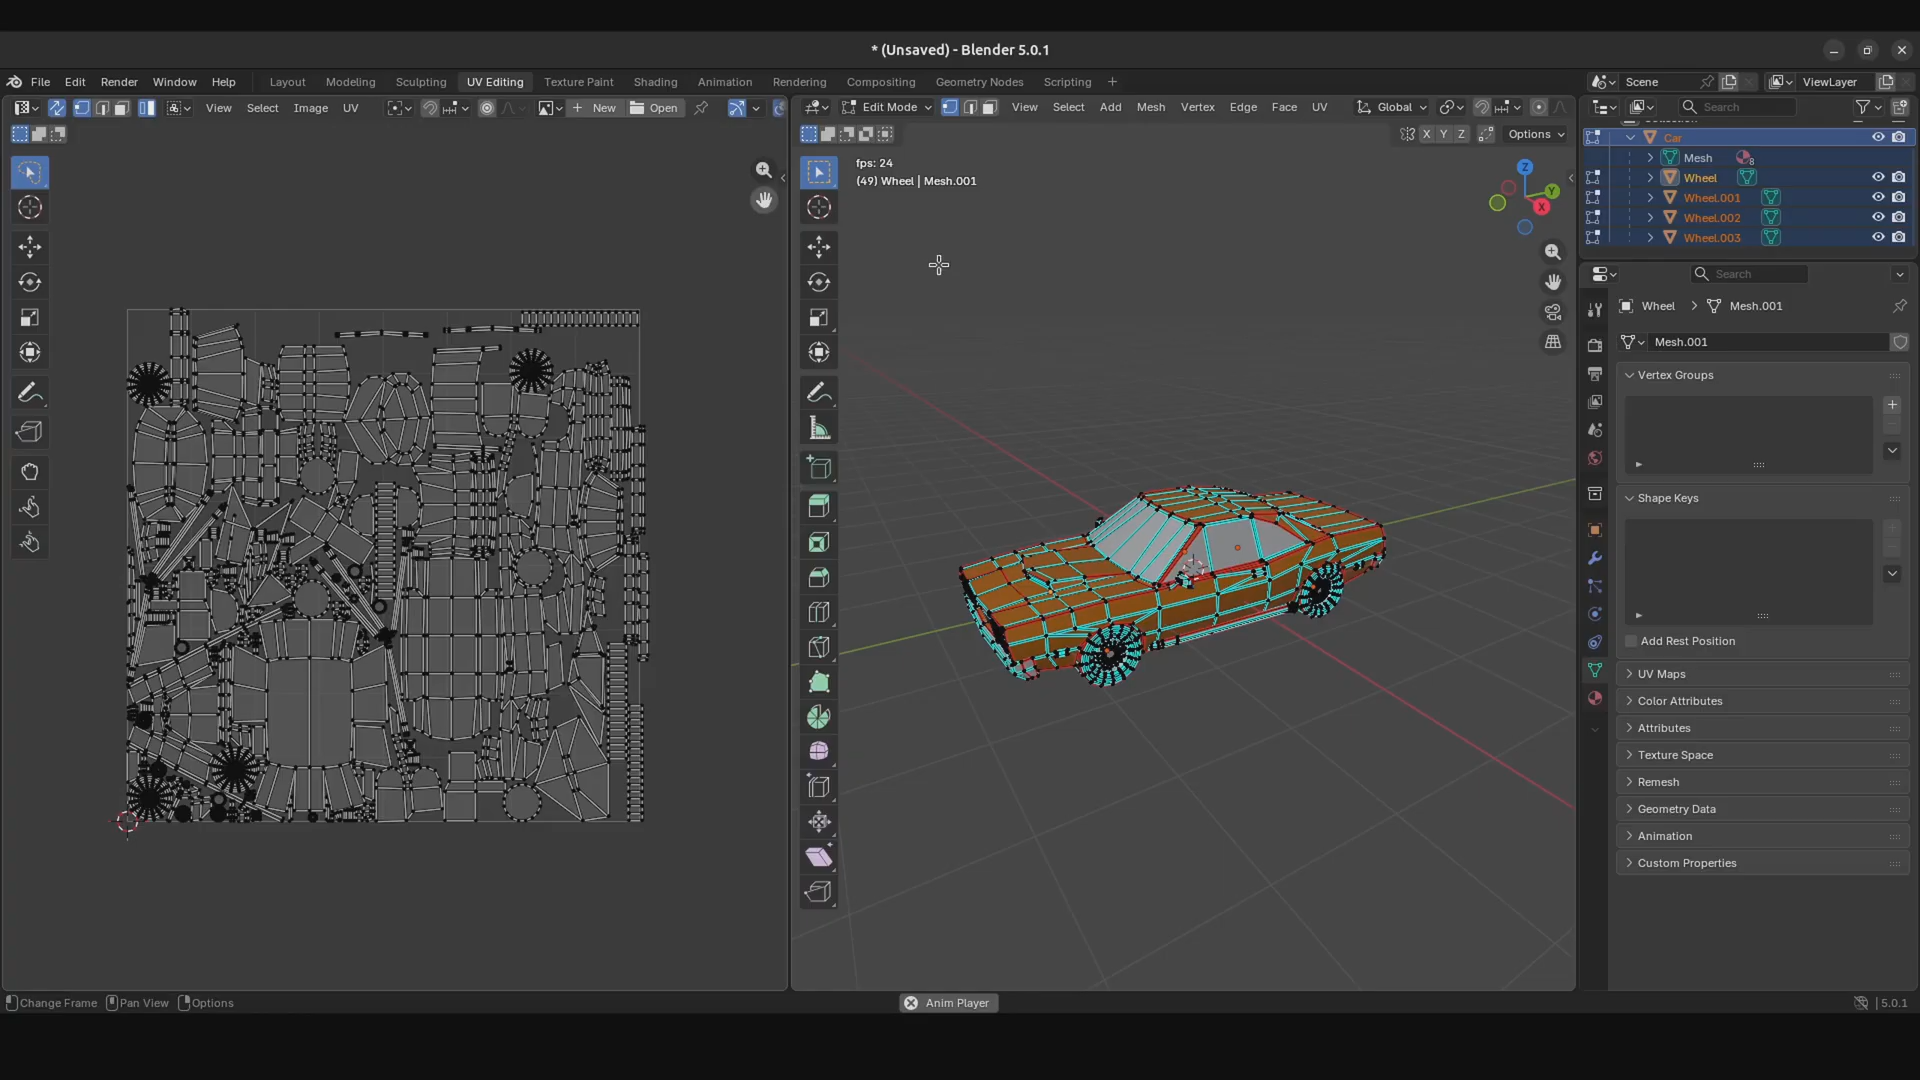 * (Unsaved) - Blender 5.0.1
File Edit Render Window Help Layout Modeling Sculpting UV Editing Texture Paint Shading Animation Rendering Compositing Geometry Nodes Scripting + Scene ViewLayer
View Select Image UV New Open Edit Mode View Select Add Mesh Vertex Edge Face UV Global Search
X Y Z Options
Car
fps: 24
(49) Wheel | Mesh.001
Z
Y
X
Mesh 8
Wheel
Wheel.001
Wheel.002
Wheel.003
Search
Wheel > Mesh.001
Mesh.001
Vertex Groups
Shape Keys
Add Rest Position
UV Maps
Color Attributes
Attributes
Texture Space
Remesh
Geometry Data
Animation
Custom Properties
Change Frame Pan View Options Anim Player 5.0.1